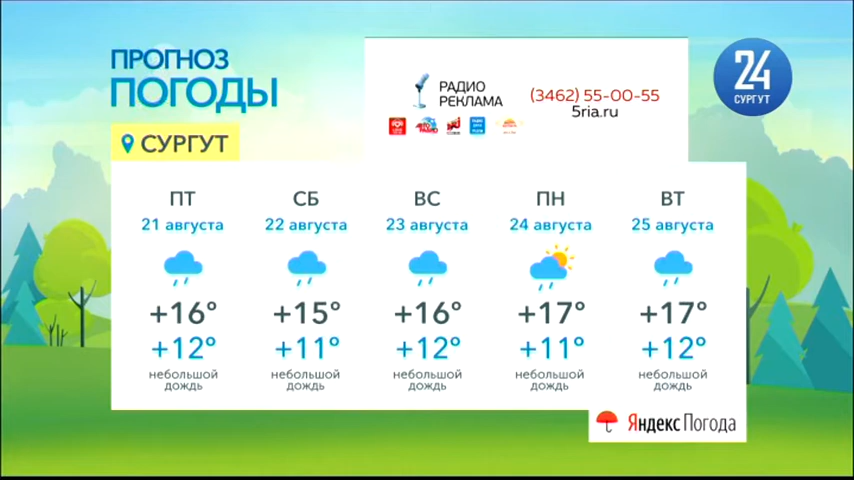 ПРОГНОЗ
ПОГОДЫ
СУРГУТ
РАДИО
РЕКЛАМА
(3462) 55-00-55
5ria.ru
24
СУРГУТ
ПТ СБ ВС ПН ВТ
21 августа 22 августа 23 августа 24 августа 25 августа
+16° +15° +16° +17° +17°
+12° +11° +12° +11° +12°
небольшой небольшой небольшой небольшой небольшой
дождь дождь дождь дождь дождь
Яндекс Погода